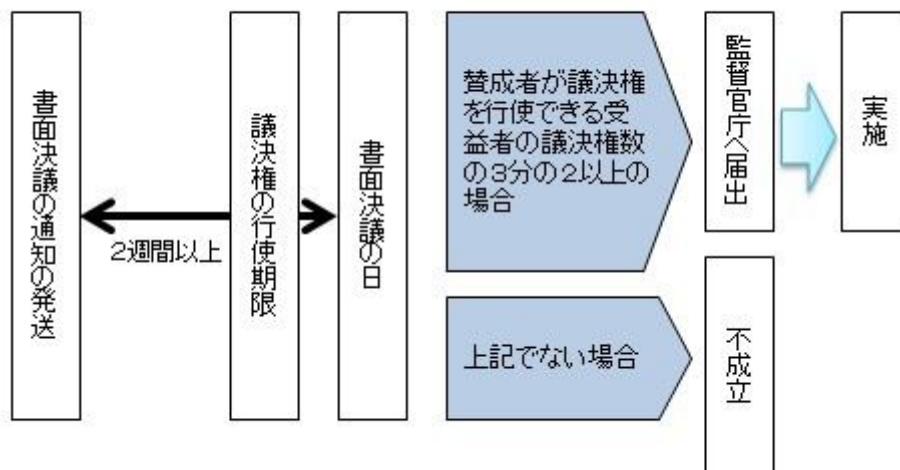 書面決議の通知の発送
2週間以上
議決権の行使期限
書面決議の日
賛成者が議決権
を行使できる受
益者の議決権数
の3分の2以上の
場合
監督官庁へ届出
実施
上記でない場合
不成立